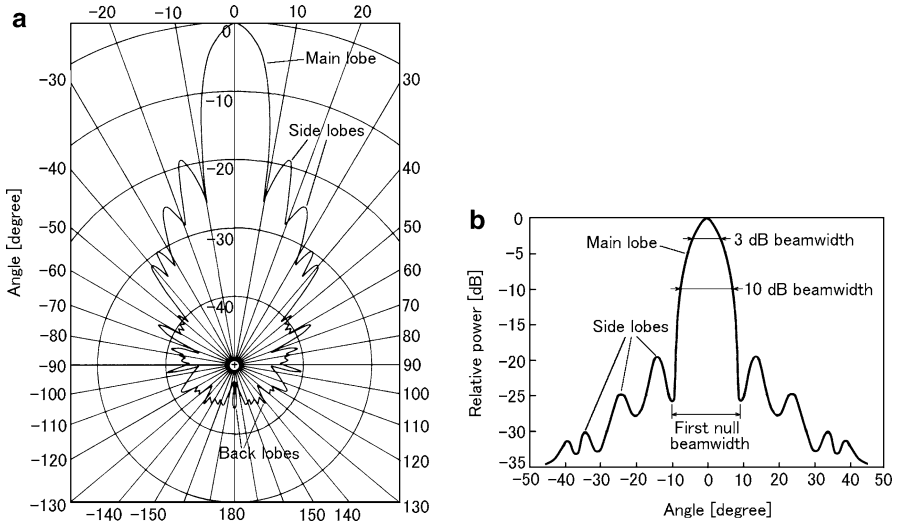 a
-20 -10 0 10 20
0
Main lobe
-30 30
-10
Side lobes
-20
-40 40
-50 50
-30
-60 60
-40
-70 70
-80 80
-90 90
-100 100
-110 110
-120 120
Back lobes
-130 130
-140 -150 180 150 140
Angle [degree]
b
0
-5
-10
-15
-20
-25
-30
-35
Relative power [dB]
Main lobe
3 dB beamwidth
10 dB beamwidth
Side lobes
First null
beamwidth
-50 -40 -30 -20 -10 0 10 20 30 40 50
Angle [degree]